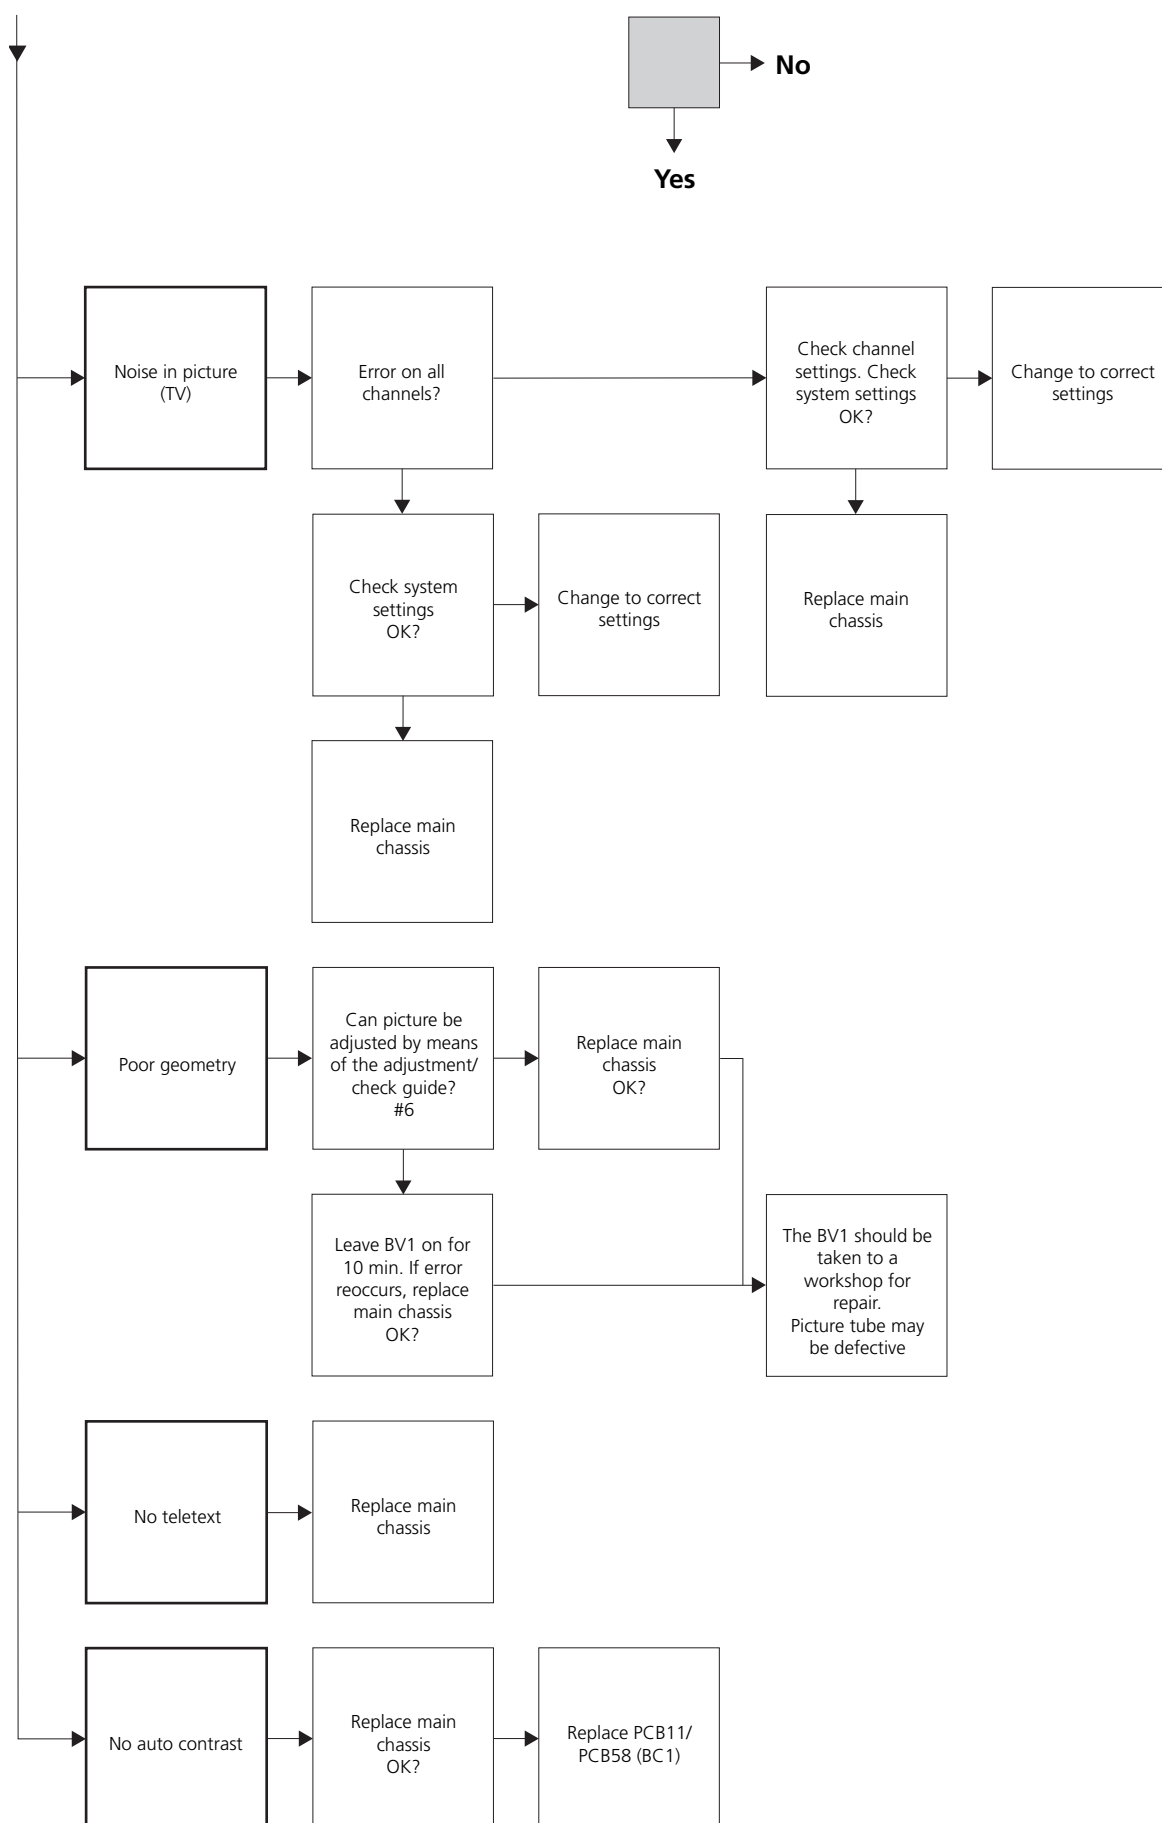 No
Yes
Noise in picture
(TV)
Error on all
channels?
Check channel
settings. Check
system settings
OK?
Change to correct
settings
Check system
settings
OK?
Change to correct
settings
Replace main
chassis
Replace main
chassis
Poor geometry
Can picture be
adjusted by means
of the adjustment/
check guide?
#6
Replace main
chassis
OK?
Leave BV1 on for
10 min. If error
reoccurs, replace
main chassis
OK?
The BV1 should be
taken to a
workshop for
repair.
Picture tube may
be defective
No teletext
Replace main
chassis
No auto contrast
Replace main
chassis
OK?
Replace PCB11/
PCB58 (BC1)